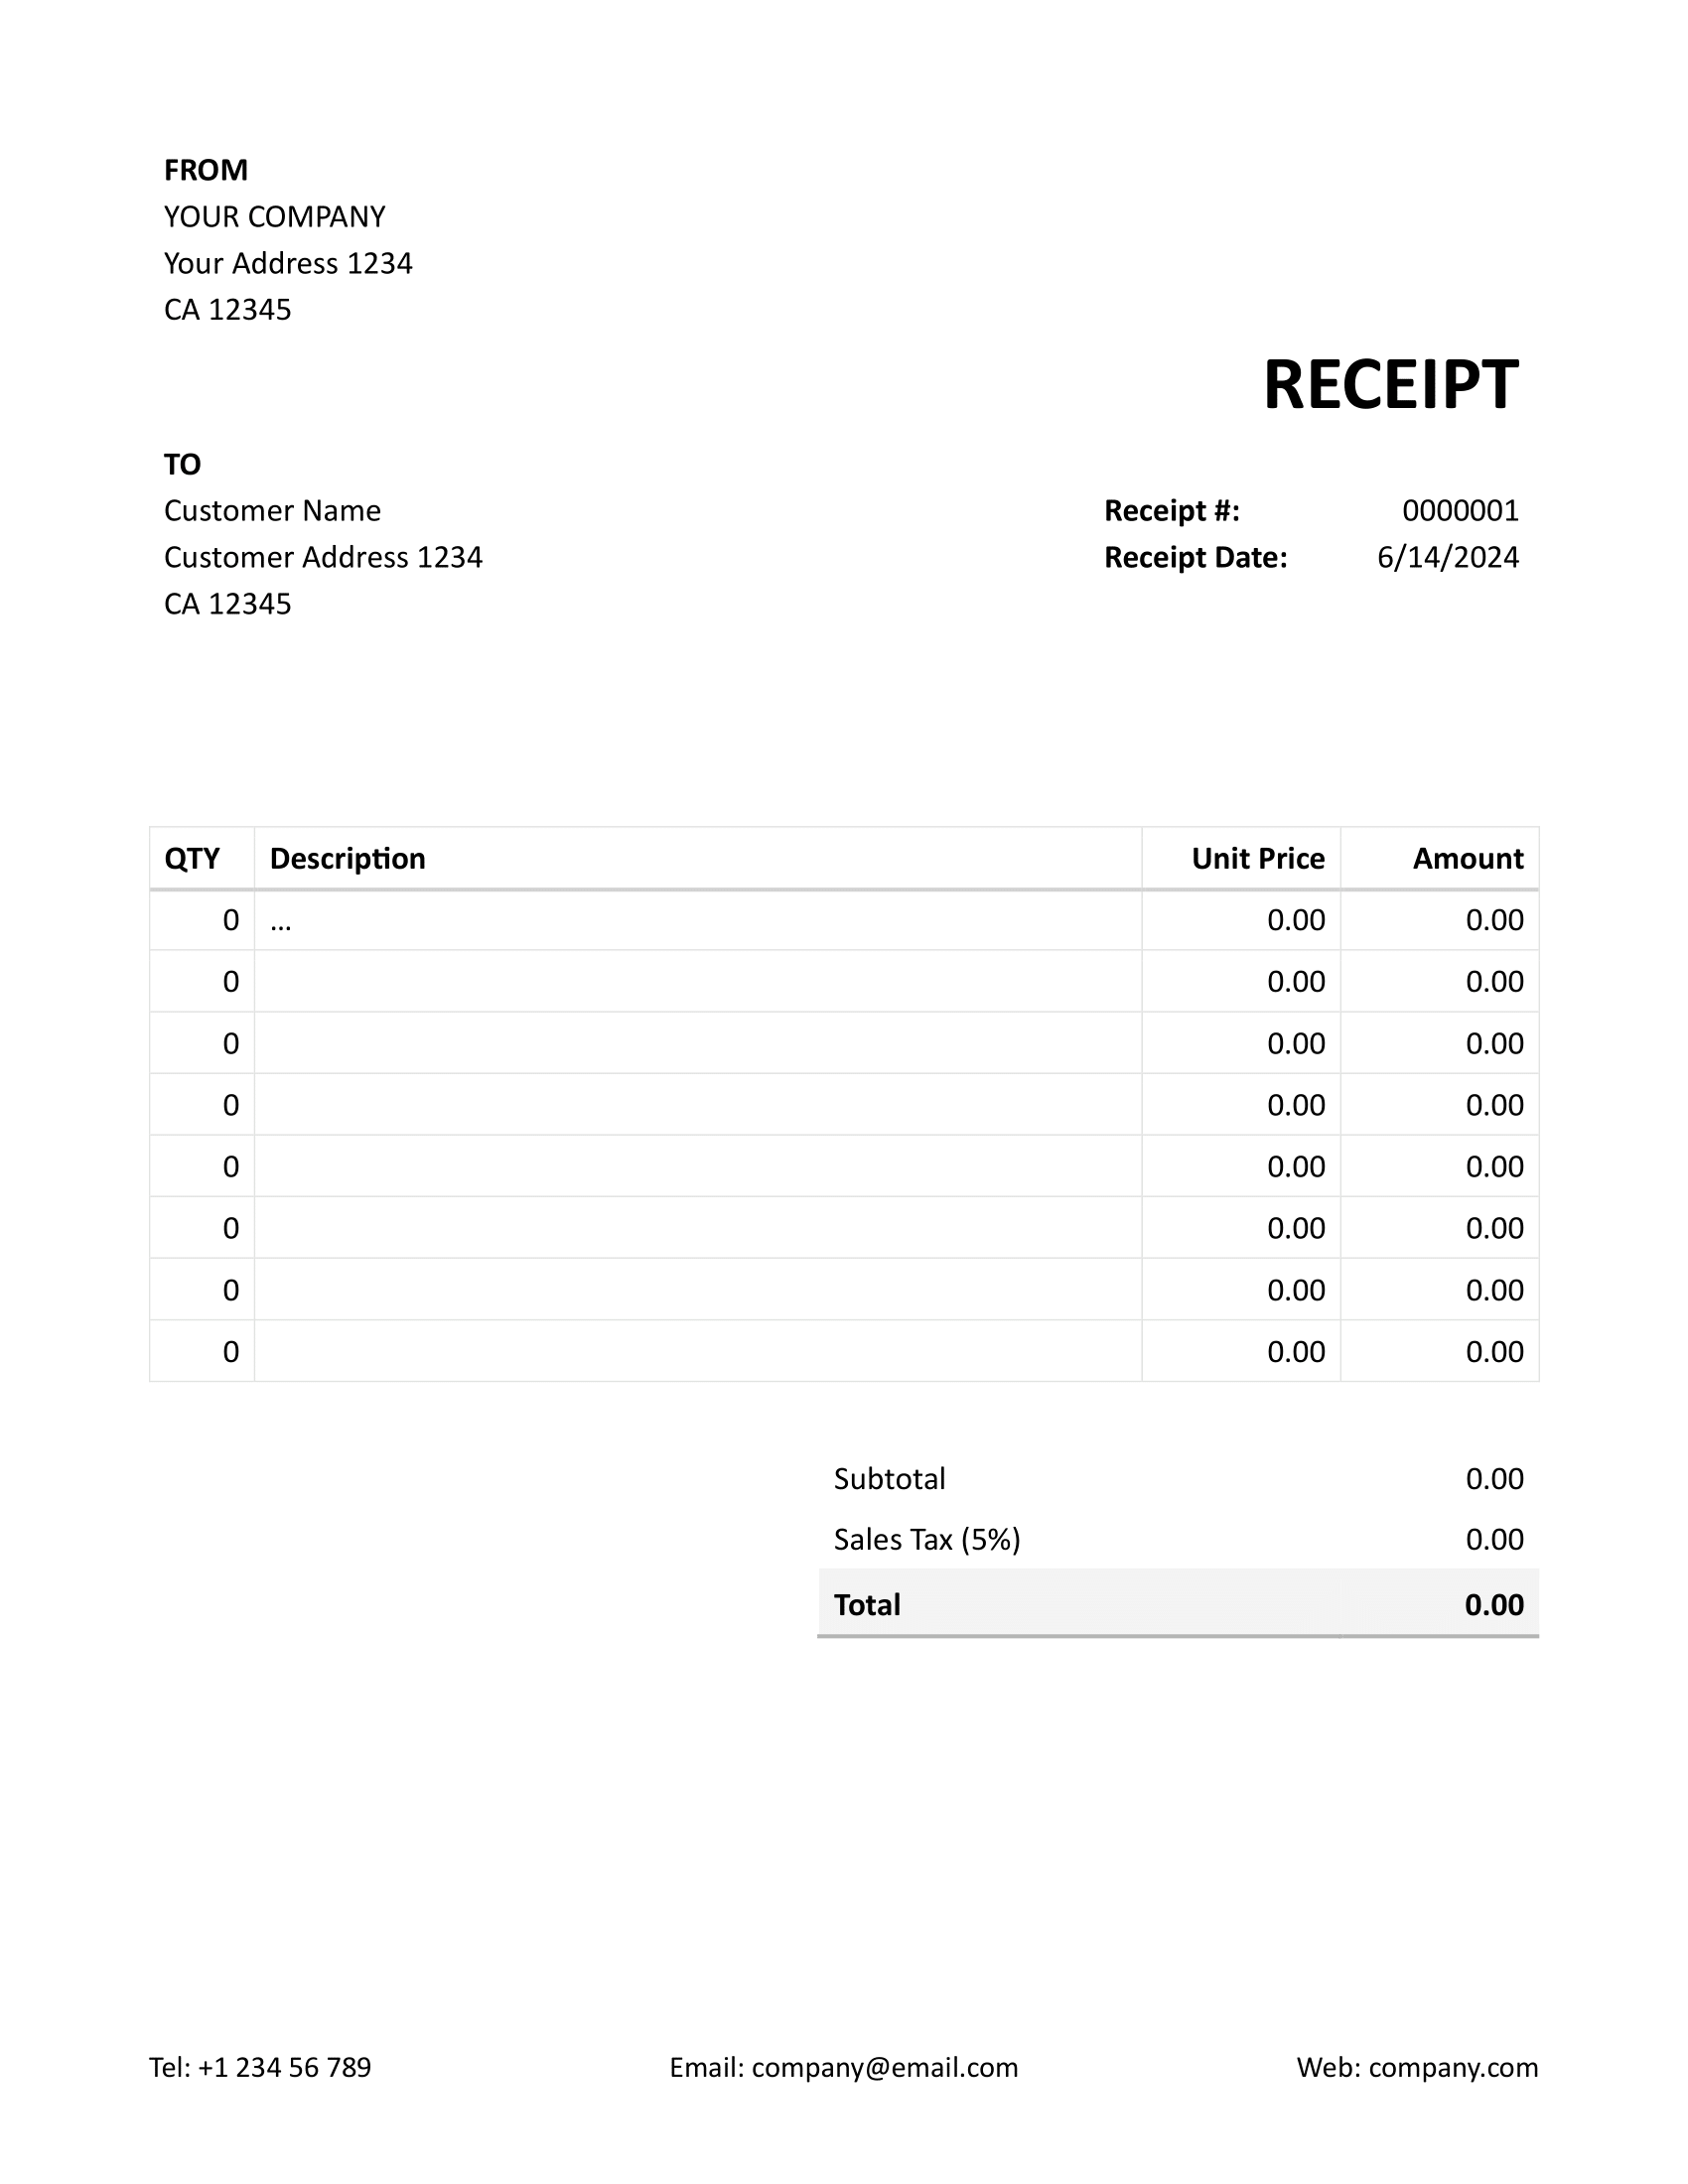 FROM
YOUR COMPANY
Your Address 1234
CA 12345
RECEIPT
TO
Customer Name
Customer Address 1234
CA 12345
Receipt #: 0000001
Receipt Date: 6/14/2024
QTY Description Unit Price Amount
0 ... 0.00 0.00
0 0.00 0.00
0 0.00 0.00
0 0.00 0.00
0 0.00 0.00
0 0.00 0.00
0 0.00 0.00
0 0.00 0.00
Subtotal 0.00
Sales Tax (5%) 0.00
Total 0.00
Tel: +1 234 56 789 Email: company@email.com Web: company.com